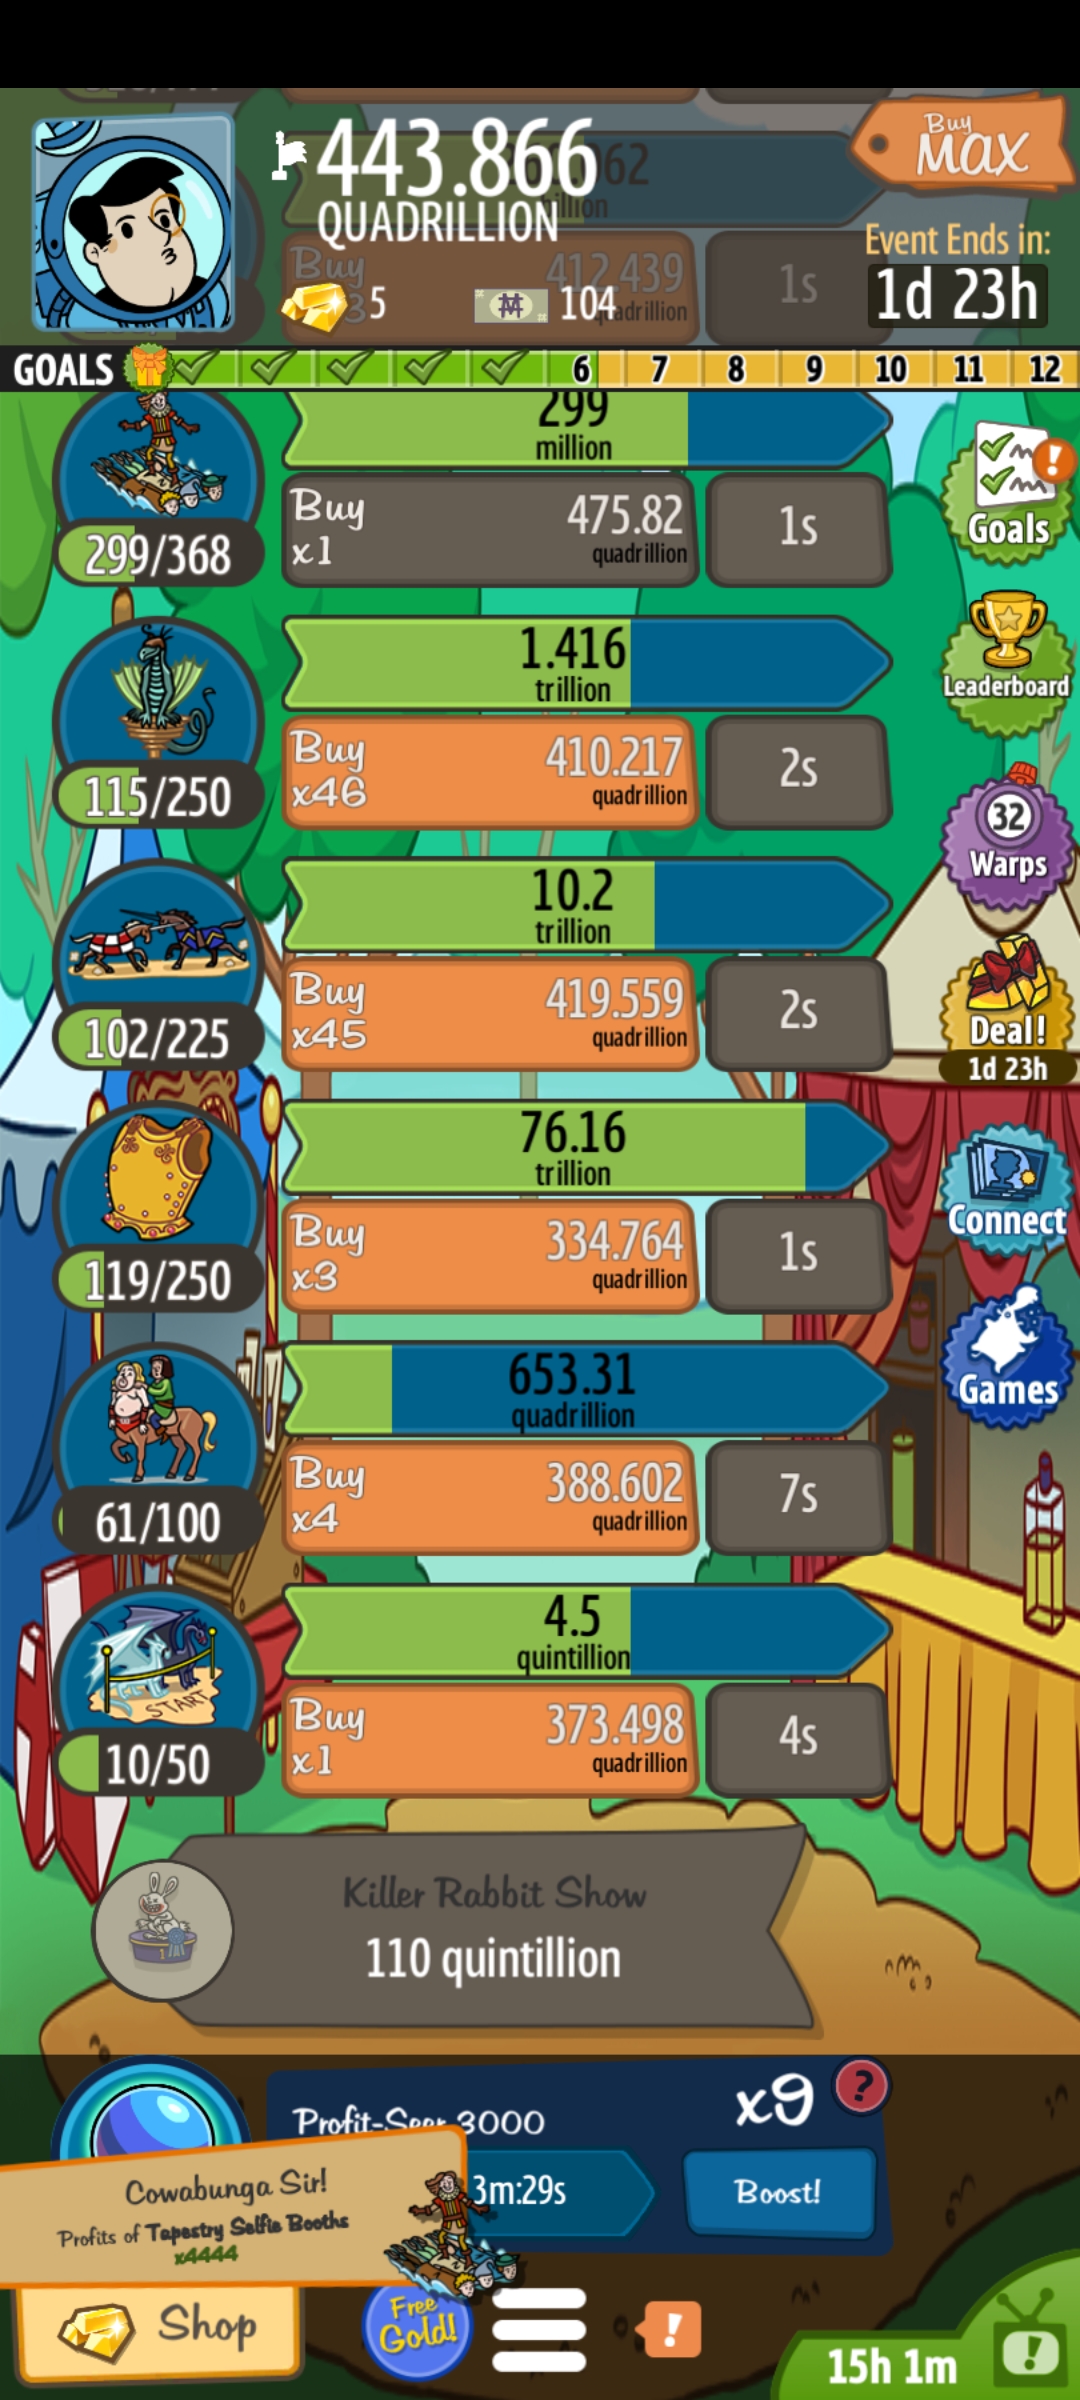 443.866
QUADRILLION
Buy
MAX
Event Ends in:
1d 23h
5
104
Buy
412.439
quadrillion
1s
GOALS
6
7
8
9
10
11
12
299
million
299/368
Buy
x1
475.82
quadrillion
1s
Goals
1.416
trillion
115/250
Buy
x46
410.217
quadrillion
2s
Leaderboard
32
Warps
10.2
trillion
102/225
Buy
x45
419.559
quadrillion
2s
Deal!
1d 23h
76.16
trillion
119/250
Buy
x3
334.764
quadrillion
1s
Connect
653.31
quadrillion
61/100
Buy
x4
388.602
quadrillion
7s
Games
4.5
quintillion
START
10/50
Buy
x1
373.498
quadrillion
4s
Killer Rabbit Show
110 quintillion
1
Profit-Seer 3000
x9
?
3m:29s
Boost!
Cowabunga Sir!
Profits of Tapestry Selfie Booths
x4444
Shop
Free
Gold!
!
15h 1m
!